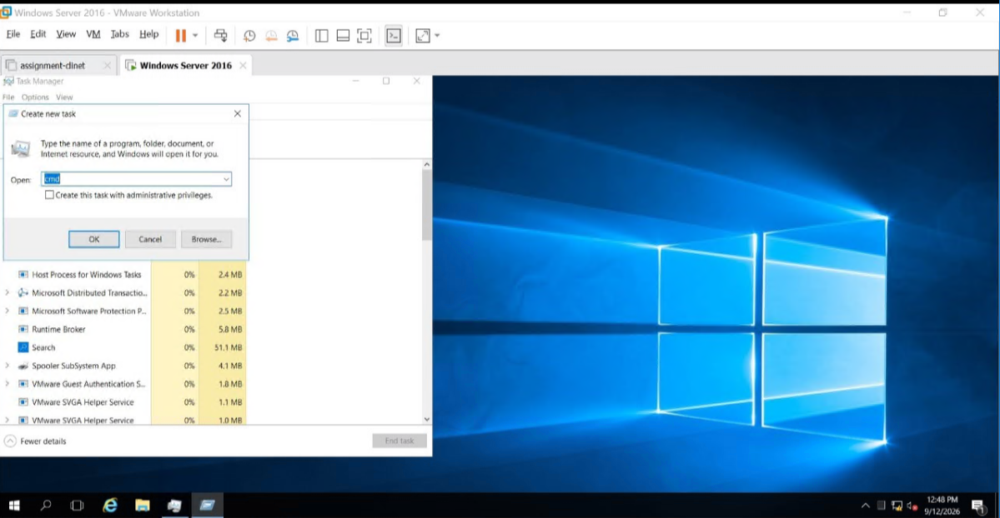 Windows Server 2016 - VMware Workstation
File Edit View VM Tabs Help
assignment-dlnet
Windows Server 2016
Task Manager
File Options View
Create new task
Type the name of a program, folder, document, or
Internet resource, and Windows will open it for you.
Open: cmd
Create this task with administrative privileges.
OK Cancel Browse...
Host Process for Windows Tasks 0% 2.4 MB
Microsoft Distributed Transactio... 0% 2.2 MB
Microsoft Software Protection P... 0% 2.5 MB
Runtime Broker 0% 5.8 MB
Search 0% 51.1 MB
Spooler SubSystem App 0% 4.1 MB
VMware Guest Authentication S... 0% 1.8 MB
VMware SVGA Helper Service 0% 1.1 MB
VMware SVGA Helper Service 0% 1.0 MB
Fewer details
End task
12:48 PM
9/12/2026
1